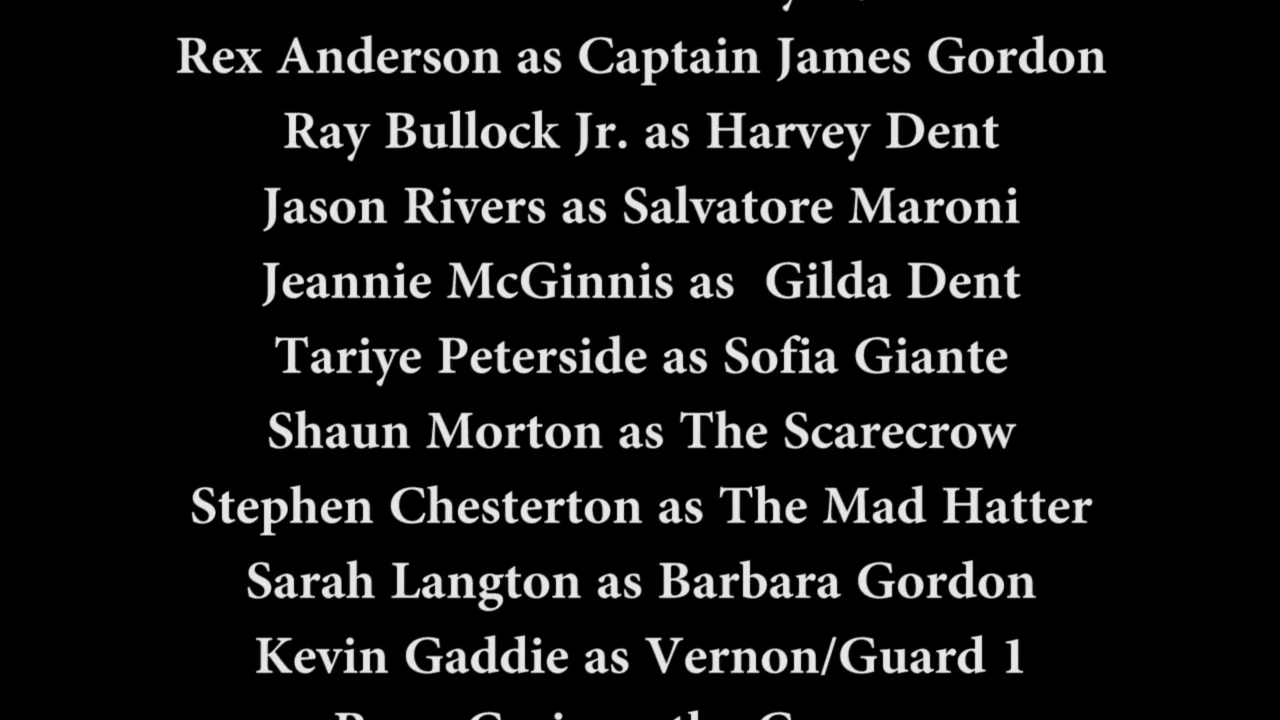 Rex Anderson as Captain James Gordon
Ray Bullock Jr. as Harvey Dent
Jason Rivers as Salvatore Maroni
Jeannie McGinnis as  Gilda Dent
Tariye Peterside as Sofia Giante
Shaun Morton as The Scarecrow
Stephen Chesterton as The Mad Hatter
Sarah Langton as Barbara Gordon
Kevin Gaddie as Vernon/Guard 1